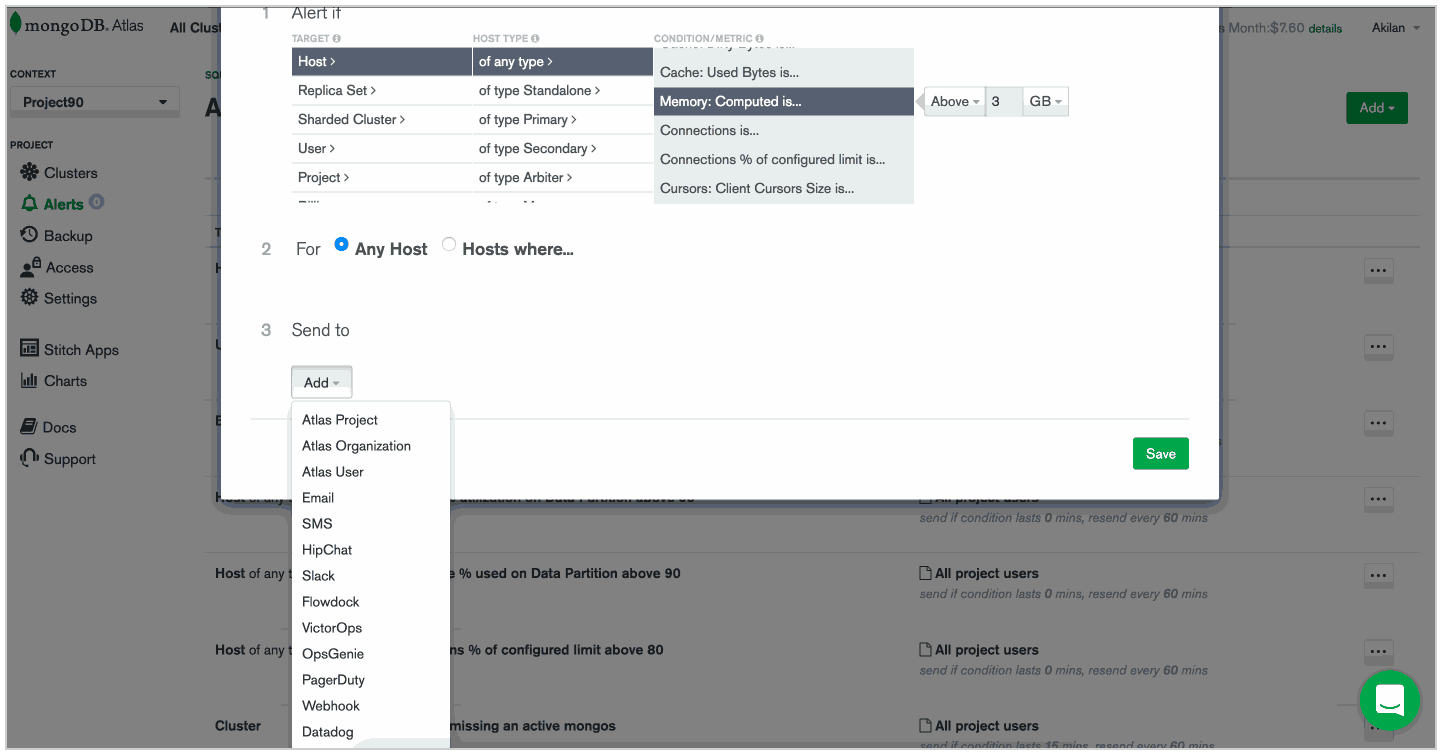 mongoDB. Atlas
All Clus
s Month:$7.60 details
Akilan
CONTEXT
Project90
PROJECT
Clusters
Alerts 0
Backup
Access
Settings
Stitch Apps
Charts
Docs
Support
A
Add
1 Alert if
TARGET
HOST TYPE
CONDITION/METRIC
Host >
of any type >
Cache: Dirty Bytes is...
Replica Set >
of type Standalone >
Cache: Used Bytes is...
Sharded Cluster >
of type Primary >
Memory: Computed is...
Above 3 GB
User >
of type Secondary >
Connections is...
Project >
of type Arbiter >
Connections % of configured limit is...
Cursors: Client Cursors Size is...
2 For Any Host Hosts where...
3 Send to
Add
Atlas Project
Atlas Organization
Atlas User
Email
SMS
HipChat
Slack
Flowdock
VictorOps
OpsGenie
PagerDuty
Webhook
Datadog
Save
Host of any utilization on Data Partition above 90
All project users
send if condition lasts 0 mins, resend every 60 mins
Host of any t e % used on Data Partition above 90
All project users
send if condition lasts 0 mins, resend every 60 mins
Host of any t ns % of configured limit above 80
All project users
send if condition lasts 0 mins, resend every 60 mins
Cluster missing an active mongos
All project users
send if condition lasts 15 mins, resend every 60 mins